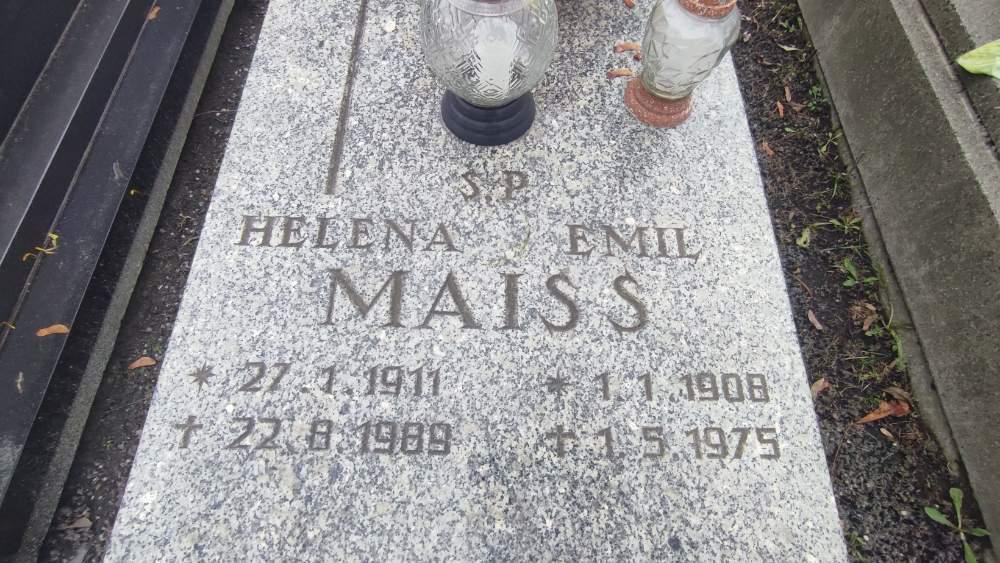 Ś.P.
HELENA EMIL
MAISS
* 27.1.1911 * 1.1.1908
✝ 22.8.1989 ✝ 1.5.1975